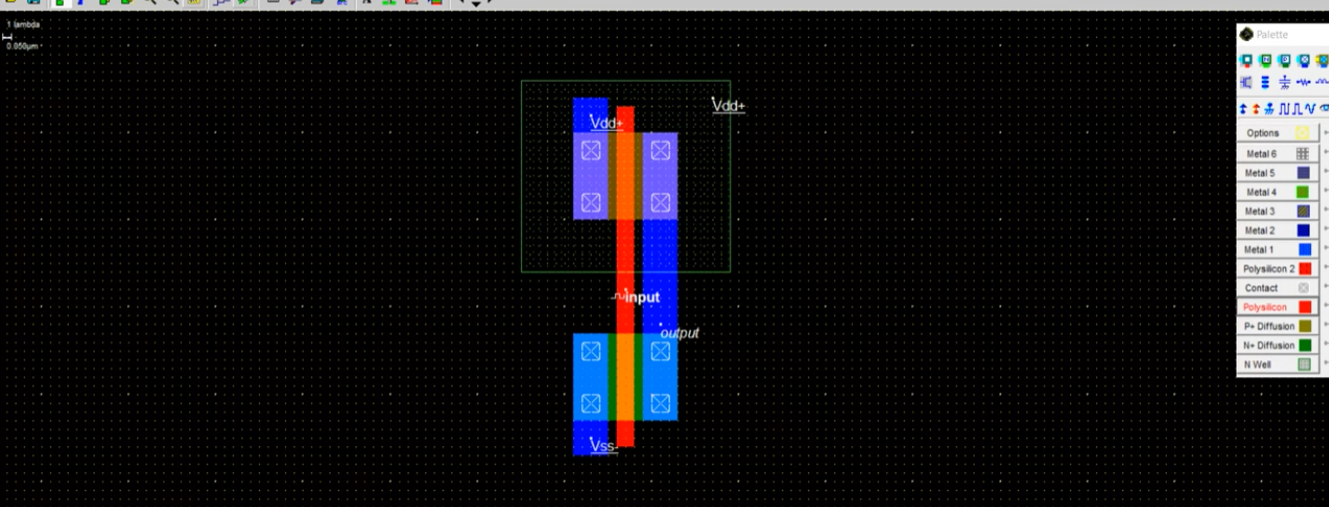 1 lambda
0.050µm
Palette
Vdd+
Vdd+
Options
Metal 6
Metal 5
Metal 4
Metal 3
Metal 2
Metal 1
Polysilicon 2
Contact
Polysilicon
P+ Diffusion
N+ Diffusion
N Well
input
output
Vss-